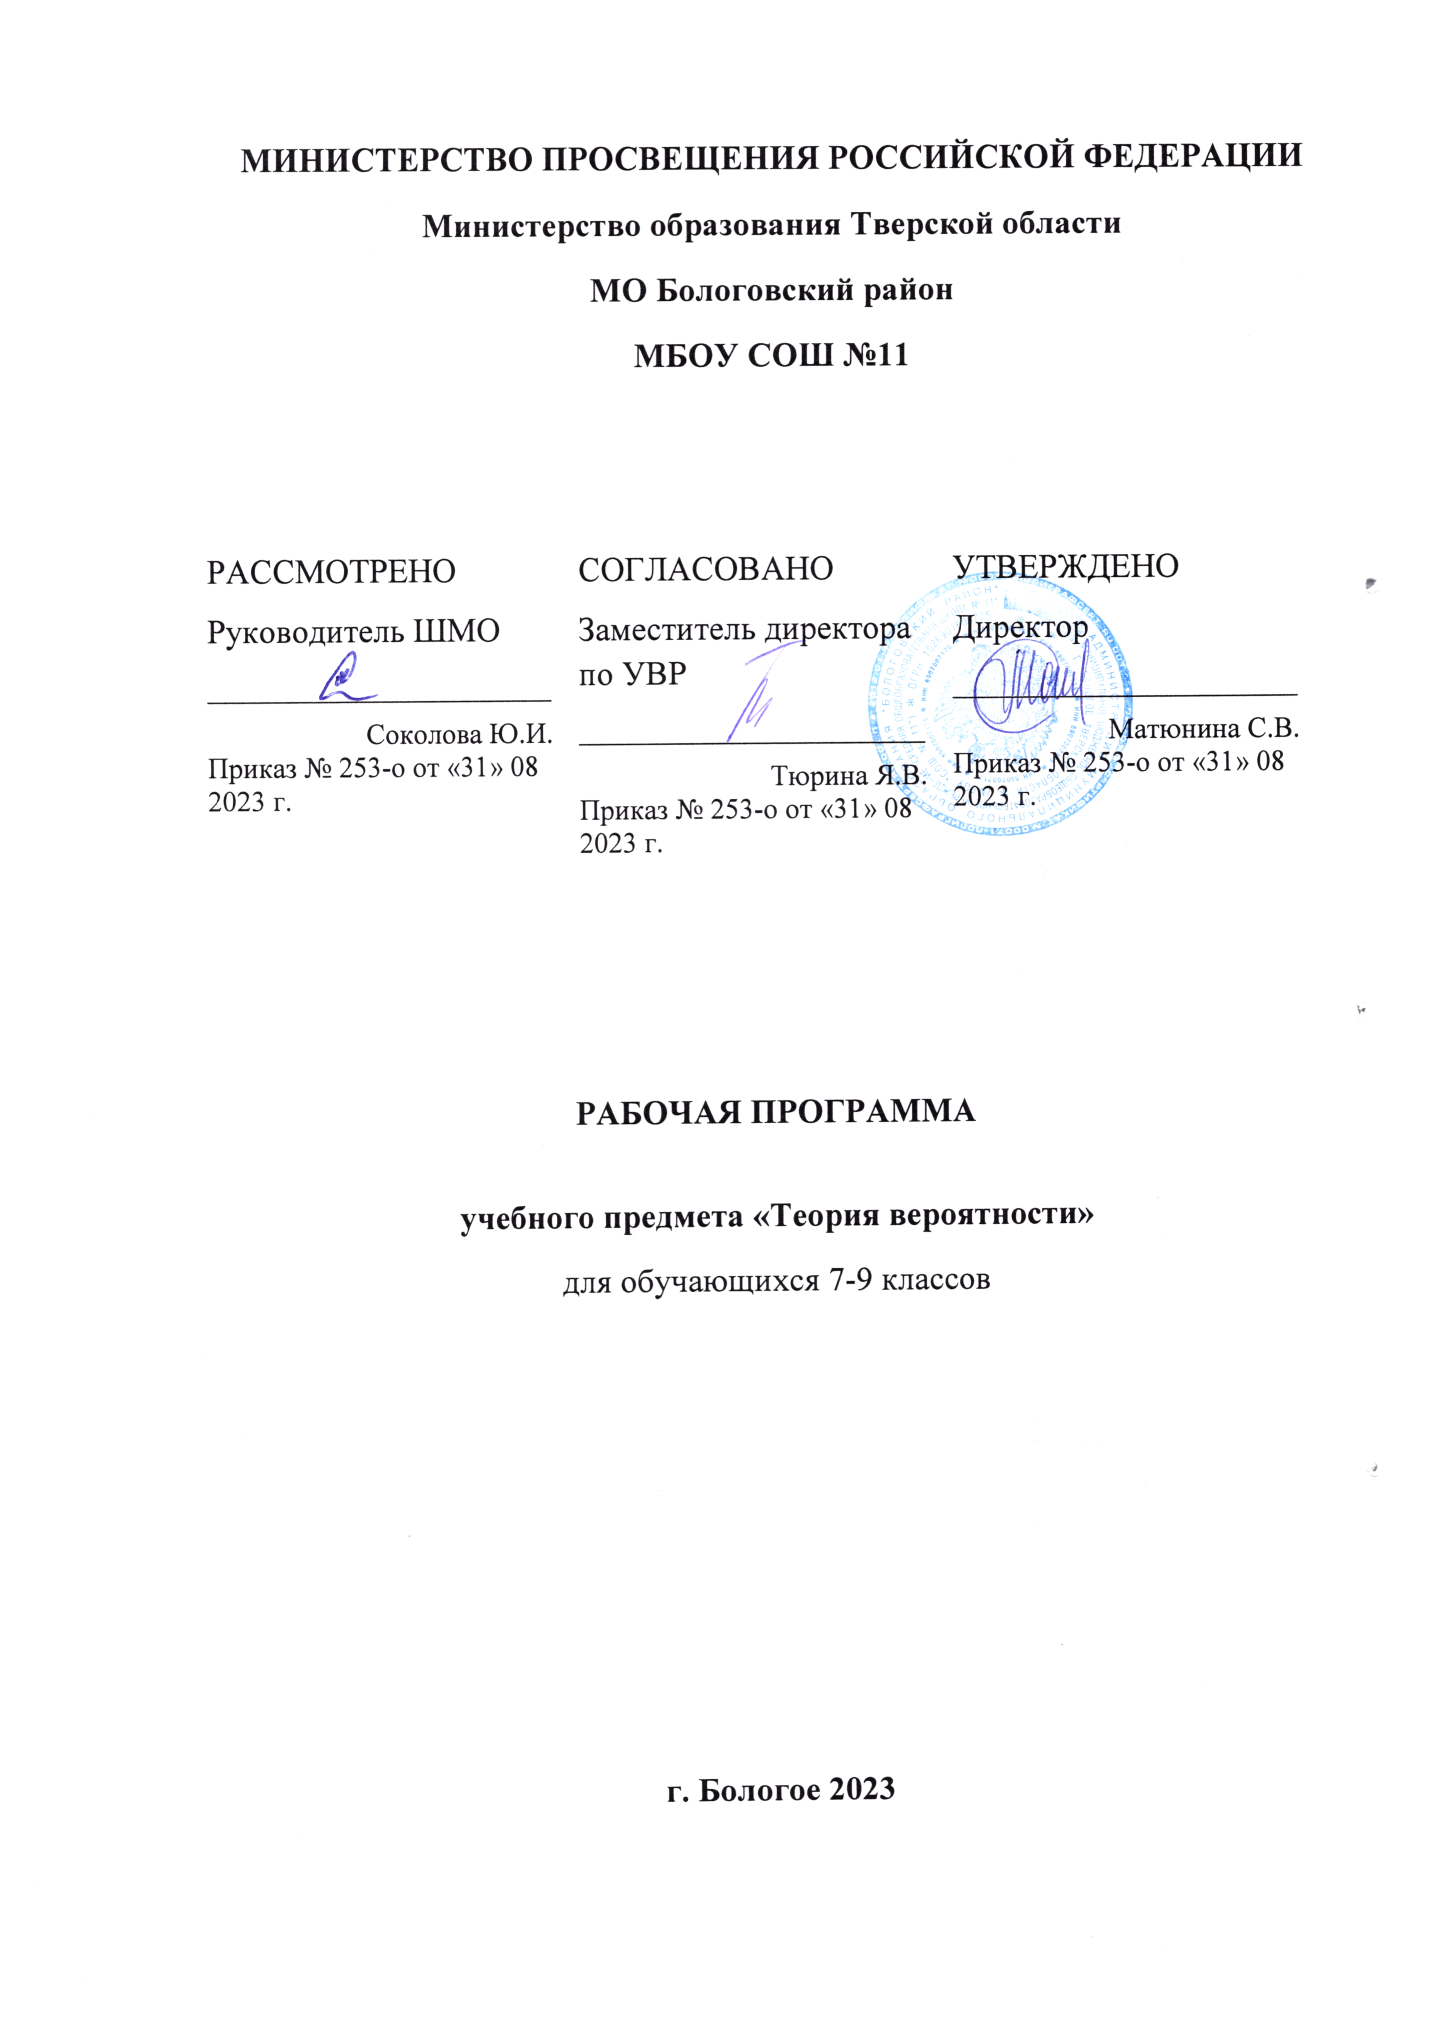 МИНИСТЕРСТВО ПРОСВЕЩЕНИЯ РОССИЙСКОЙ ФЕДЕРАЦИИ
Министерство образования Тверской области
МО Бологовский район
МБОУ СОШ №11
РАССМОТРЕНО
Руководитель ШМО
Соколова Ю.И.
Приказ № 253-о от «31» 08
2023 г.
СОГЛАСОВАНО
Заместитель директора
по УВР
Тюрина Я.В.
Приказ № 253-о от «31» 08
2023 г.
УТВЕРЖДЕНО
Директор
Матюнина С.В.
Приказ № 253-о от «31» 08
2023 г.
РАБОЧАЯ ПРОГРАММА
учебного предмета «Теория вероятности»
для обучающихся 7-9 классов
г. Бологое 2023